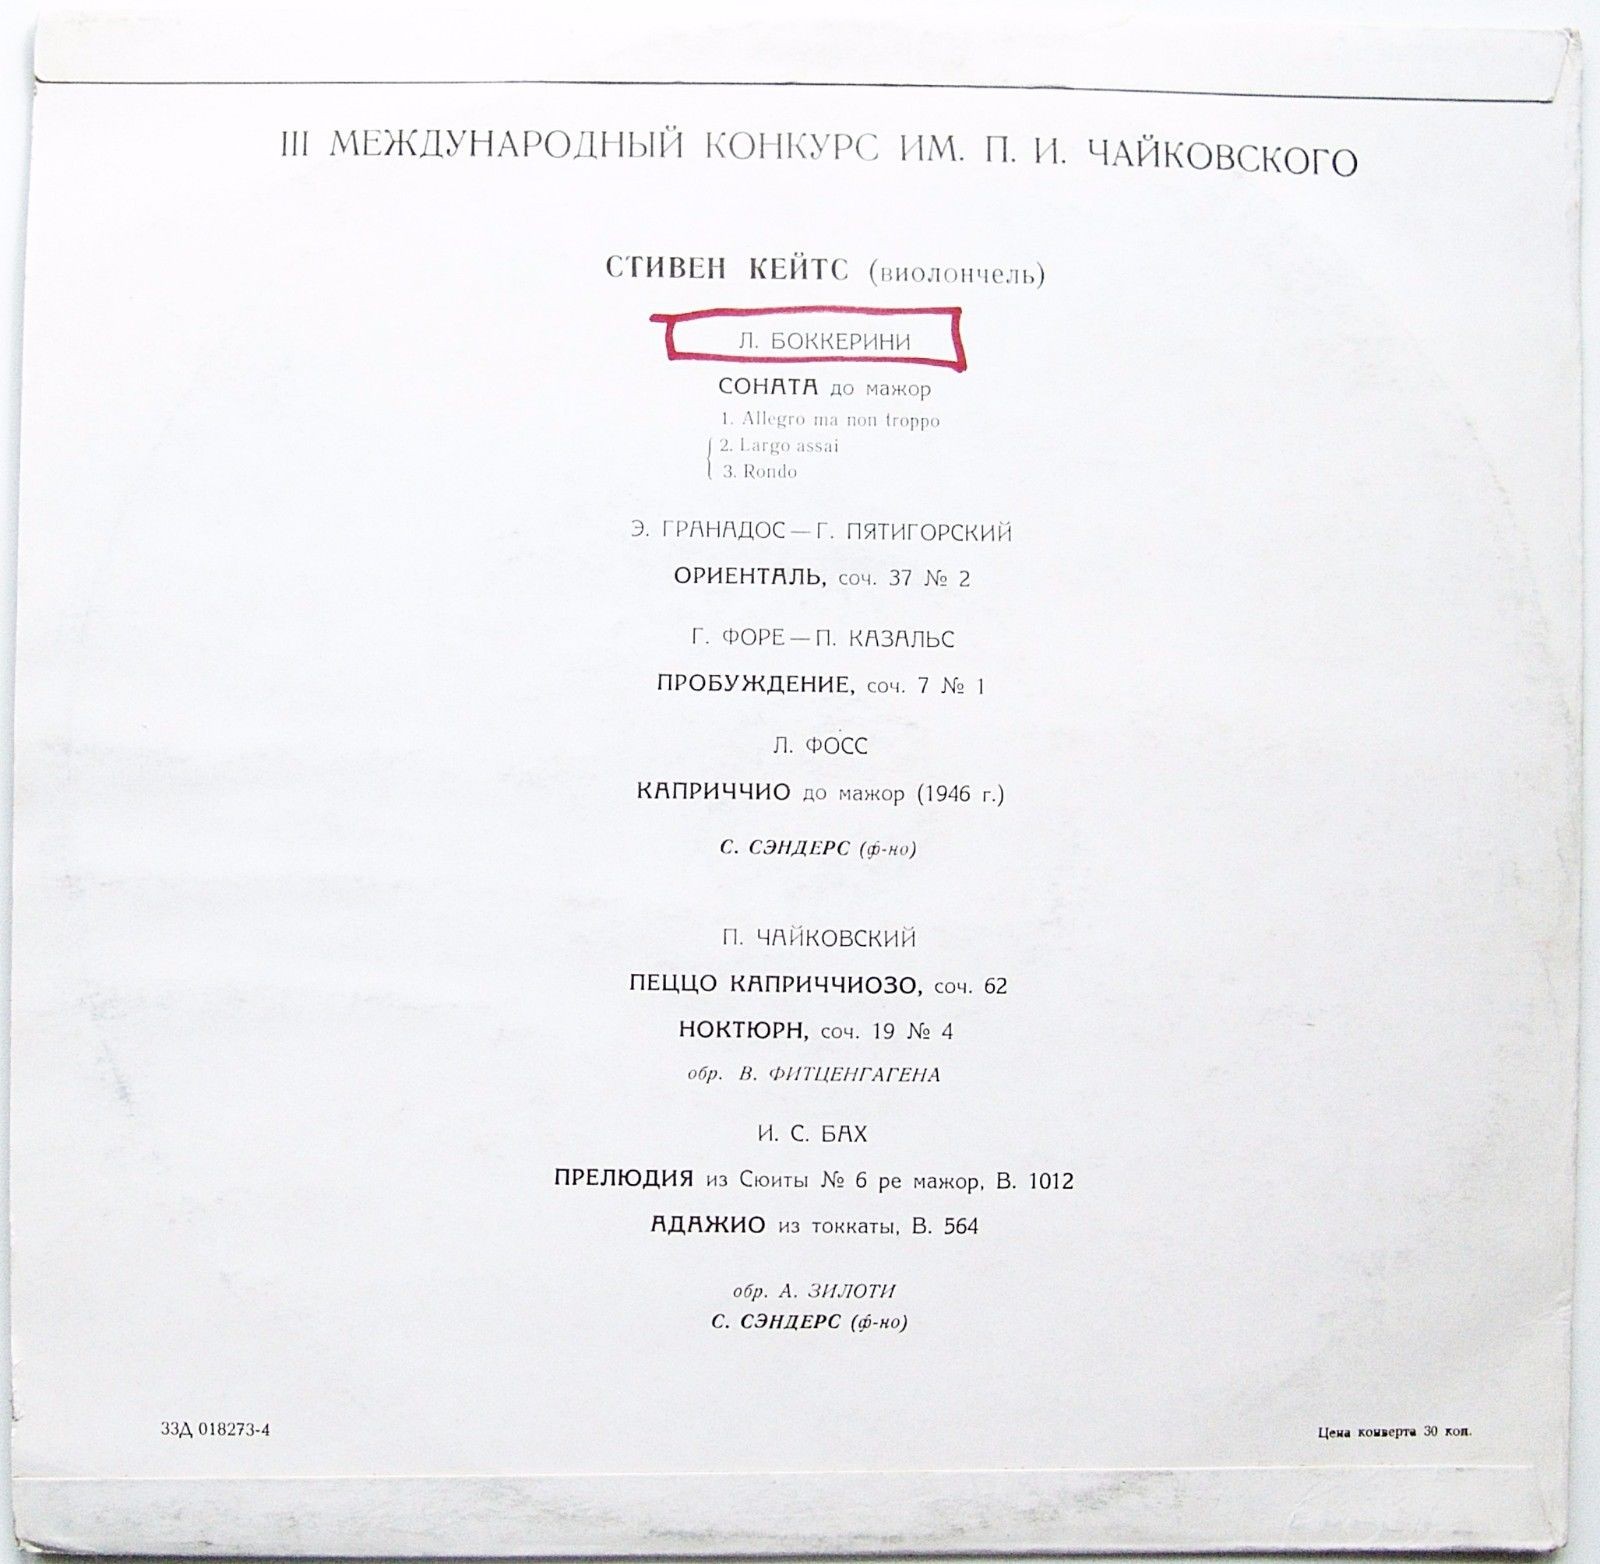 III МЕЖДУНАРОДНЫЙ КОНКУРС ИМ. П. И. ЧАЙКОВСКОГО
СТИВЕН КЕЙТС (виолончель)
Л. БОККЕРИНИ
СОНАТА до мажор
1. Allegro ma non troppo
2. Largo assai
3. Rondo
Э. ГРАНАДОС — Г. ПЯТИГОРСКИЙ
ОРИЕНТАЛЬ, соч. 37 № 2
Г. ФОРЕ — П. КАЗАЛЬС
ПРОБУЖДЕНИЕ, соч. 7 № 1
Л. ФОСС
КАПРИЧЧИО до мажор (1946 г.)
С. СЭНДЕРС (ф-но)
П. ЧАЙКОВСКИЙ
ПЕЦЦО КАПРИЧЧИОЗО, соч. 62
НОКТЮРН, соч. 19 № 4
обр. В. ФИТЦЕНГАГЕНА
И. С. БАХ
ПРЕЛЮДИЯ из Сюиты № 6 ре мажор, В. 1012
АДАЖИО из токкаты, В. 564
обр. А. ЗИЛОТИ
С. СЭНДЕРС (ф-но)
33Д 018273-4
Цена конверта 30 коп.